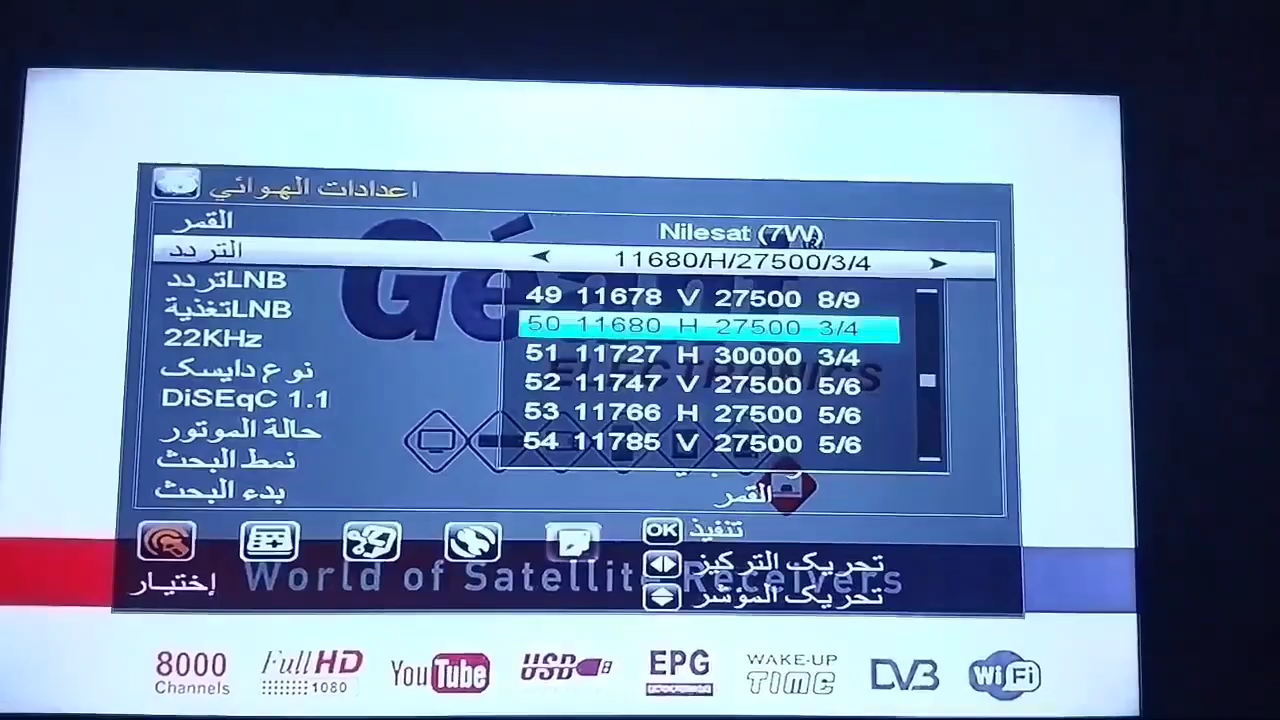 اعدادات الهوائي
القمر Nilesat (7W)
التردد 11680/H/27500/3/4
ترددLNB
تغذيةLNB
22KHz
نوع دايسك
DiSEqC 1.1
حالة الموتور
نمط البحث
بدء البحث القمر
49 11678 V 27500 8/9
50 11680 H 27500 3/4
51 11727 H 30000 3/4
52 11747 V 27500 5/6
53 11766 H 27500 5/6
54 11785 V 27500 5/6
Géant
ELECTRONICS
OK تنفيذ
تحريك التركيز
تحريك المؤشر
إختيار
World of Satellite Receivers
8000 Channels
Full HD 1080
YouTube
USB
EPG
WAKE-UP TIME
DVB
WiFi